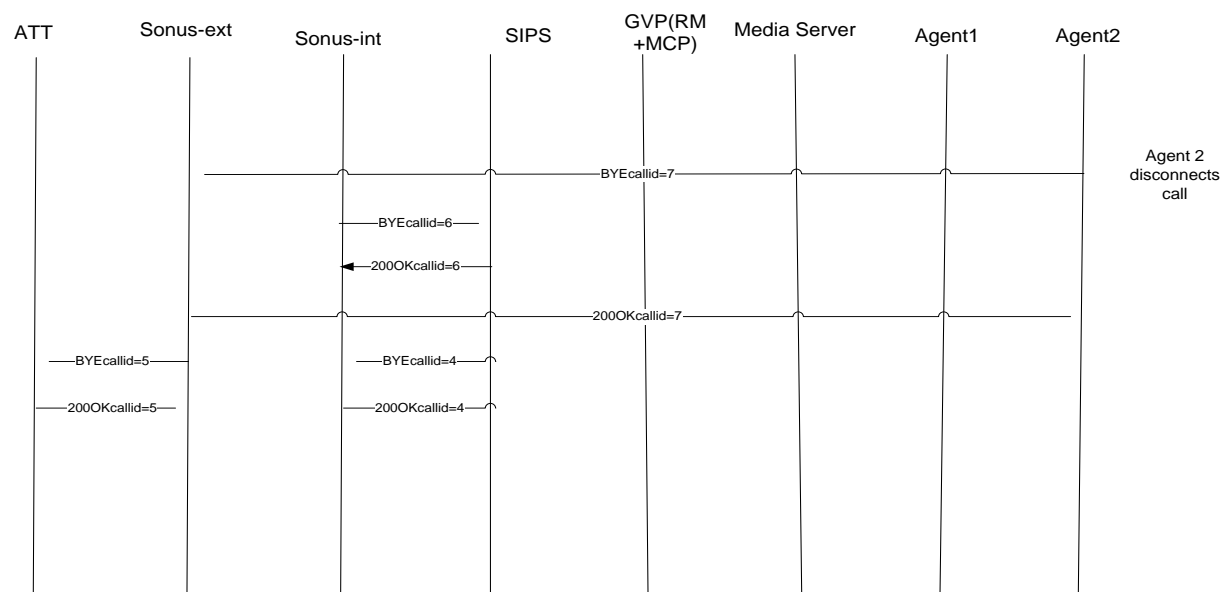 ATT
Sonus-ext
Sonus-int
SIPS
GVP(RM
+MCP)
Media Server
Agent1
Agent2
BYEcallid=7
Agent 2
disconnects
call
BYEcallid=6
200OKcallid=6
200OKcallid=7
BYEcallid=5
BYEcallid=4
200OKcallid=5
200OKcallid=4